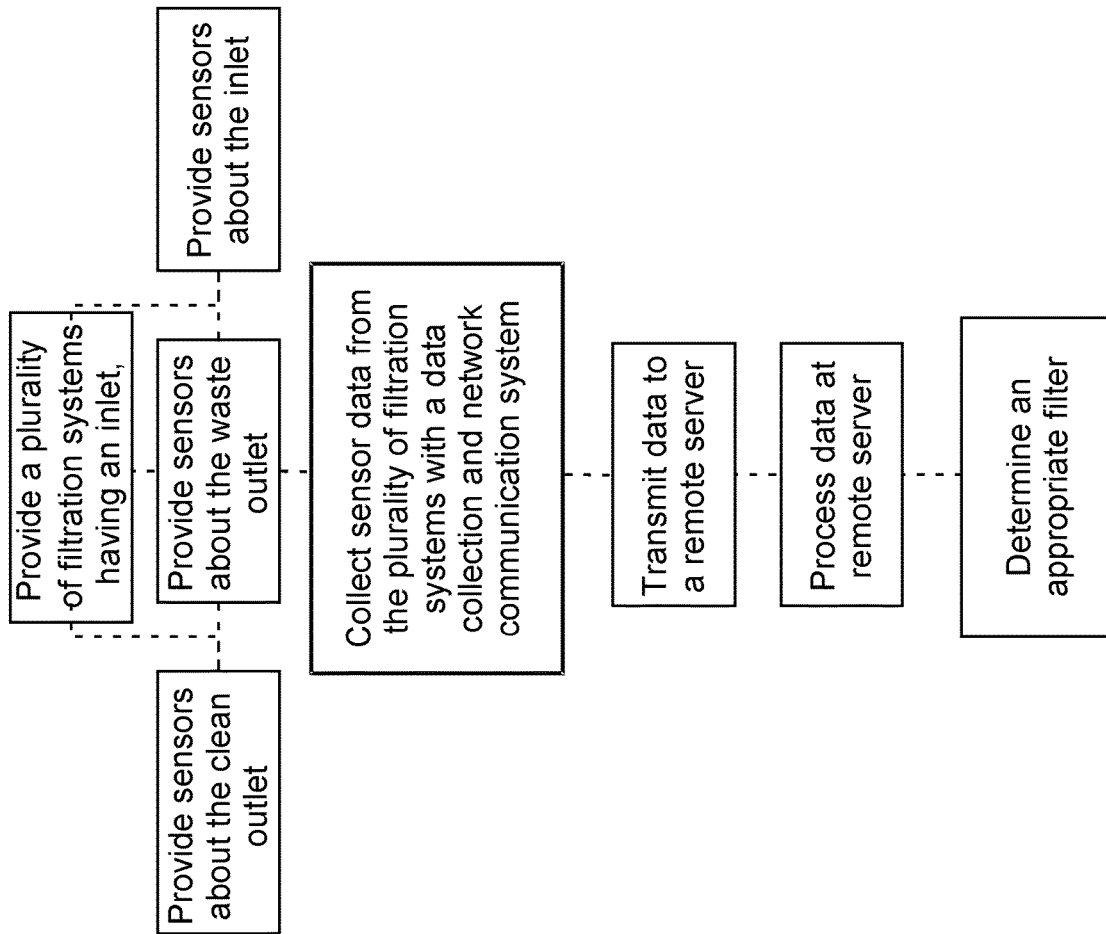 Provide a plurality
of filtration systems
having an inlet,
Provide sensors
about the clean
outlet
Provide sensors
about the waste
outlet
Provide sensors
about the inlet
Collect sensor data from
the plurality of filtration
systems with a data
collection and network
communication system
Transmit data to
a remote server
Process data at
remote server
Determine an
appropriate filter